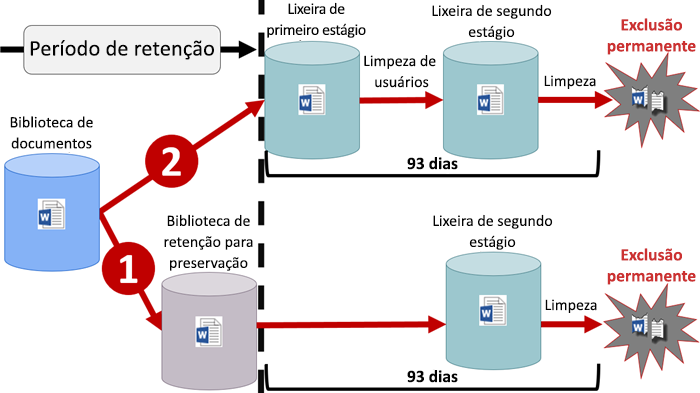 Período de retenção
Lixeira de
primeiro estágio
Lixeira de segundo
estágio
Exclusão
permanente
Limpeza de
usuários
Limpeza
Biblioteca de
documentos
2
93 dias
1
Biblioteca de
retenção para
preservação
Lixeira de segundo
estágio
Exclusão
permanente
Limpeza
93 dias
W
W
W
W
W
W
W